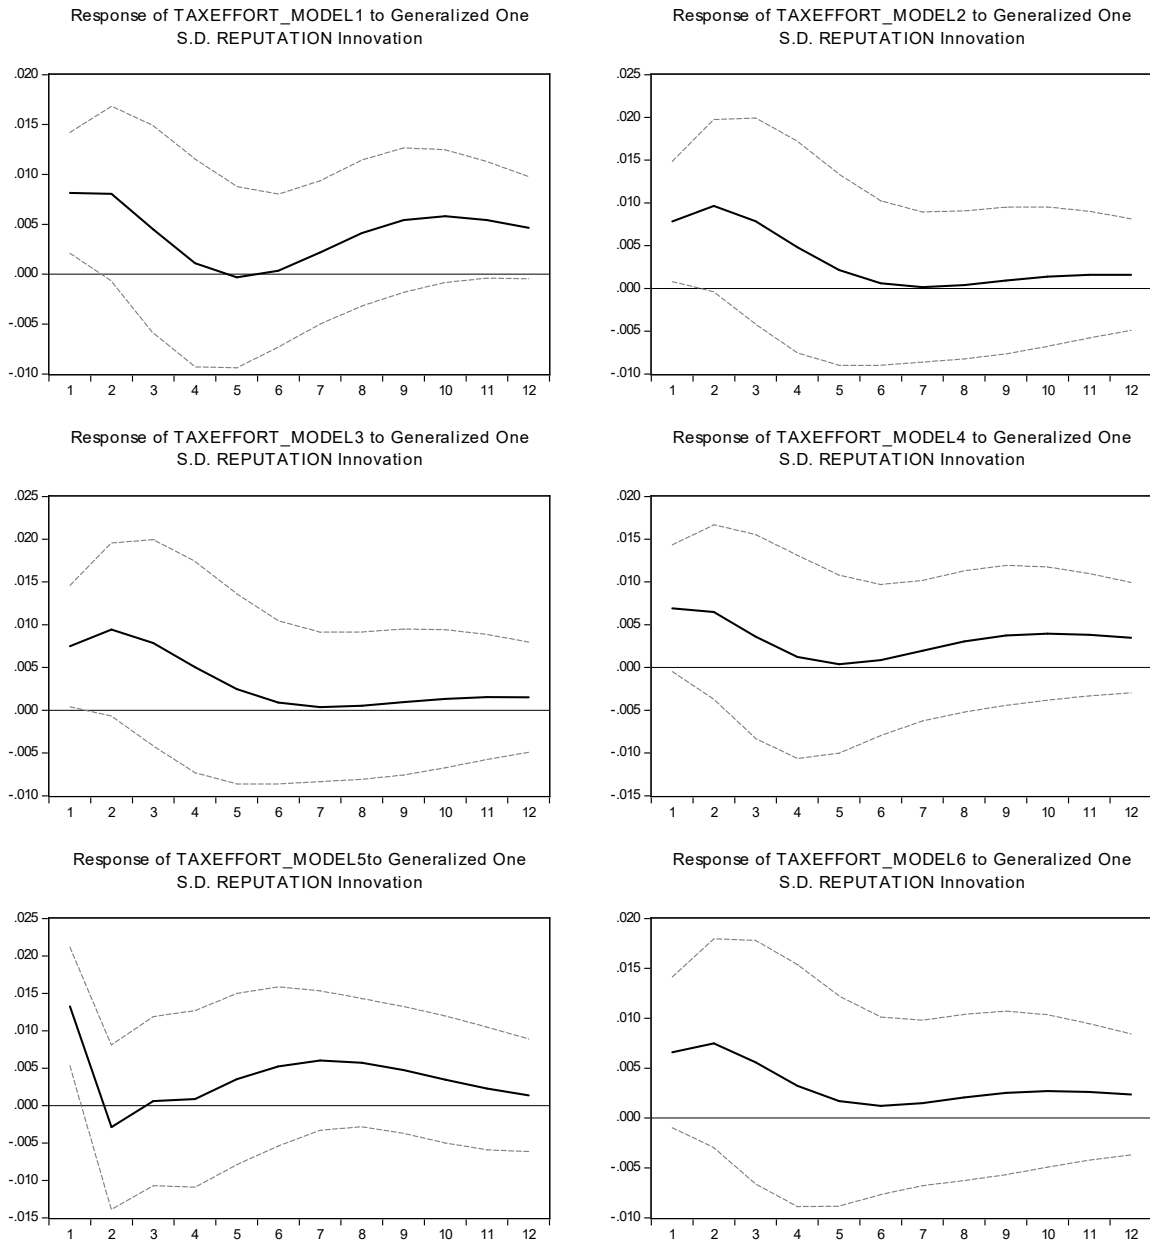 Response of TAXEFFORT_MODEL1 to Generalized One
S.D. REPUTATION Innovation
.020
.015
.010
.005
.000
-.005
-.010
1 2 3 4 5 6 7 8 9 10 11 12
Response of TAXEFFORT_MODEL2 to Generalized One
S.D. REPUTATION Innovation
.025
.020
.015
.010
.005
.000
-.005
-.010
1 2 3 4 5 6 7 8 9 10 11 12
Response of TAXEFFORT_MODEL3 to Generalized One
S.D. REPUTATION Innovation
.025
.020
.015
.010
.005
.000
-.005
-.010
1 2 3 4 5 6 7 8 9 10 11 12
Response of TAXEFFORT_MODEL4 to Generalized One
S.D. REPUTATION Innovation
.020
.015
.010
.005
.000
-.005
-.010
-.015
1 2 3 4 5 6 7 8 9 10 11 12
Response of TAXEFFORT_MODEL5to Generalized One
S.D. REPUTATION Innovation
.025
.020
.015
.010
.005
.000
-.005
-.010
-.015
1 2 3 4 5 6 7 8 9 10 11 12
Response of TAXEFFORT_MODEL6 to Generalized One
S.D. REPUTATION Innovation
.020
.015
.010
.005
.000
-.005
-.010
1 2 3 4 5 6 7 8 9 10 11 12